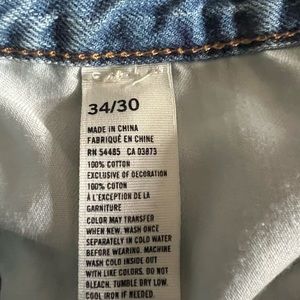 34/30
MADE IN CHINA
FABRIQUÉ EN CHINE
RN 54485 CA 03873
100% COTTON
EXCLUSIVE OF DECORATION
100% COTON
À L'EXCEPTION DE LA
GARNITURE
COLOR MAY TRANSFER
WHEN NEW. WASH ONCE
SEPARATELY IN COLD WATER
BEFORE WEARING. MACHINE
WASH COLD INSIDE OUT
WITH LIKE COLORS. DO NOT
BLEACH. TUMBLE DRY LOW.
COOL IRON IF NEEDED.